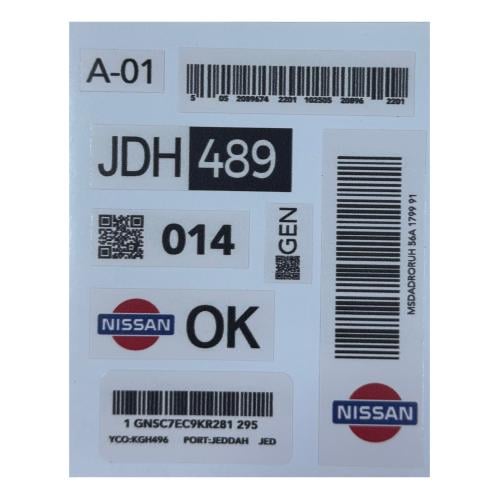 A-01
5 05 2089674 2201 102505 20896 2201
JDH 489
014
GEN
MSDADRORUH 56A 1799 91
NISSAN OK
NISSAN
1 GNSC7EC9KR281 295
YCO:KGH496 PORT:JEDDAH JED